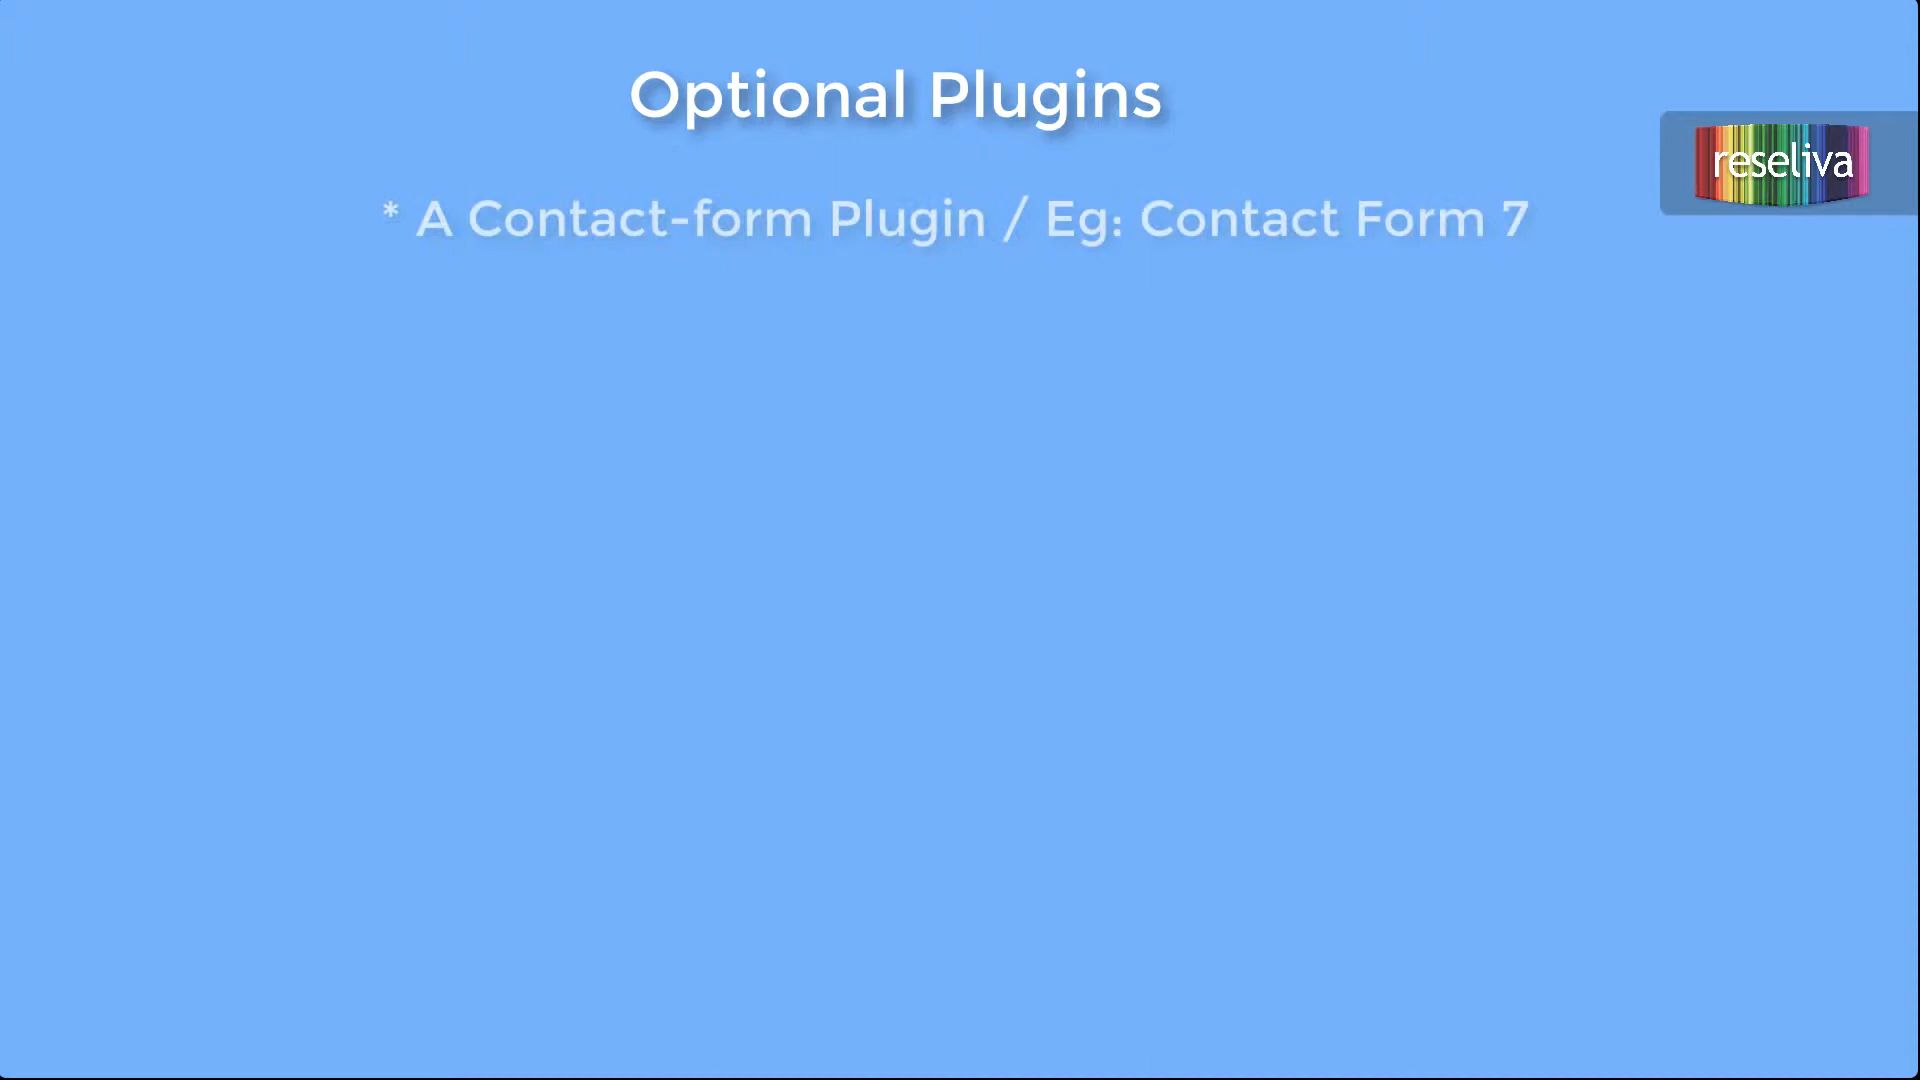 Optional Plugins
reseliva
* A Contact-form Plugin / Eg: Contact Form 7